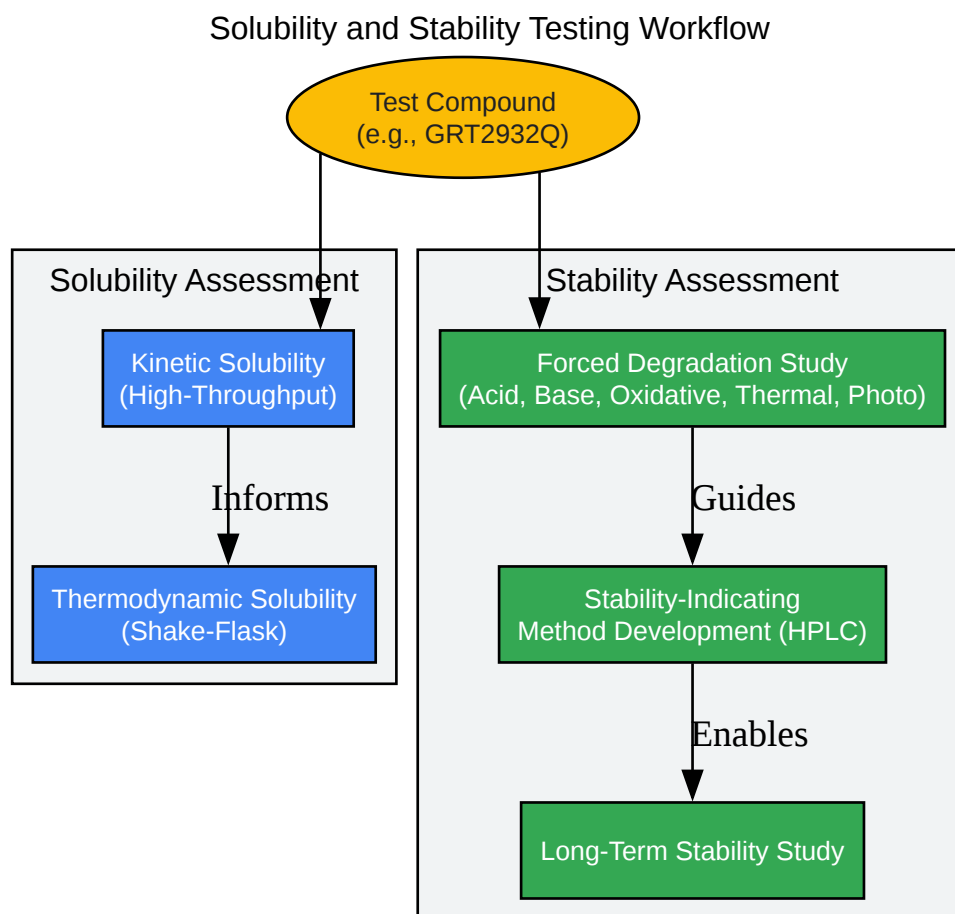 Solubility and Stability Testing Workflow
Test Compound
(e.g., GRT2932Q)
Solubility Assessment
Kinetic Solubility
(High-Throughput)
Informs
Thermodynamic Solubility
(Shake-Flask)
Stability Assessment
Forced Degradation Study
(Acid, Base, Oxidative, Thermal, Photo)
Guides
Stability-Indicating
Method Development (HPLC)
Enables
Long-Term Stability Study